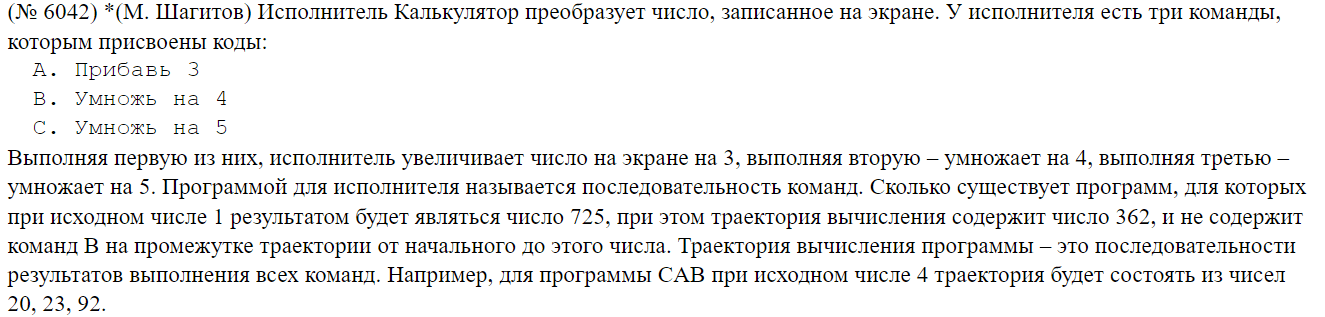 (№ 6042) *(М. Шагитов) Исполнитель Калькулятор преобразует число, записанное на экране. У исполнителя есть три команды,
которым присвоены коды:
A. Прибавь 3
B. Умножь на 4
C. Умножь на 5
Выполняя первую из них, исполнитель увеличивает число на экране на 3, выполняя вторую – умножает на 4, выполняя третью –
умножает на 5. Программой для исполнителя называется последовательность команд. Сколько существует программ, для которых
при исходном числе 1 результатом будет являться число 725, при этом траектория вычисления содержит число 362, и не содержит
команд B на промежутке траектории от начального до этого числа. Траектория вычисления программы – это последовательности
результатов выполнения всех команд. Например, для программы CAB при исходном числе 4 траектория будет состоять из чисел
20, 23, 92.